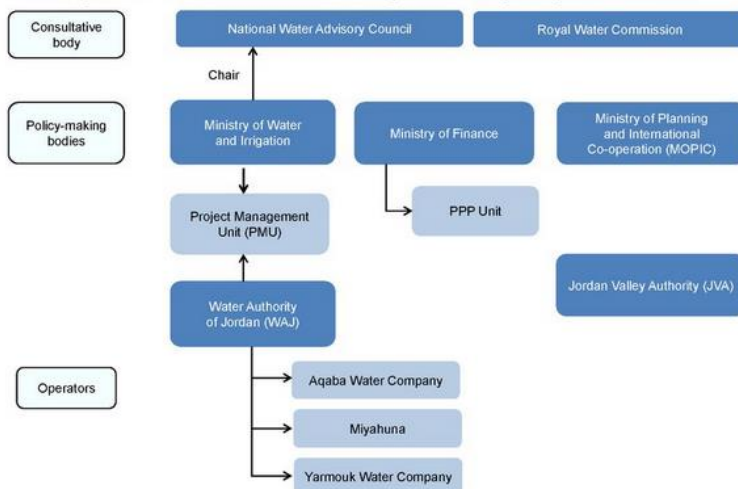 Consultative
body
National Water Advisory Council
Royal Water Commission
Chair
Policy-making
bodies
Ministry of Water
and Irrigation
Ministry of Finance
Ministry of Planning
and International
Co-operation (MOPIC)
Project Management
Unit (PMU)
PPP Unit
Water Authority
of Jordan (WAJ)
Jordan Valley Authority (JVA)
Operators
Aqaba Water Company
Miyahuna
Yarmouk Water Company